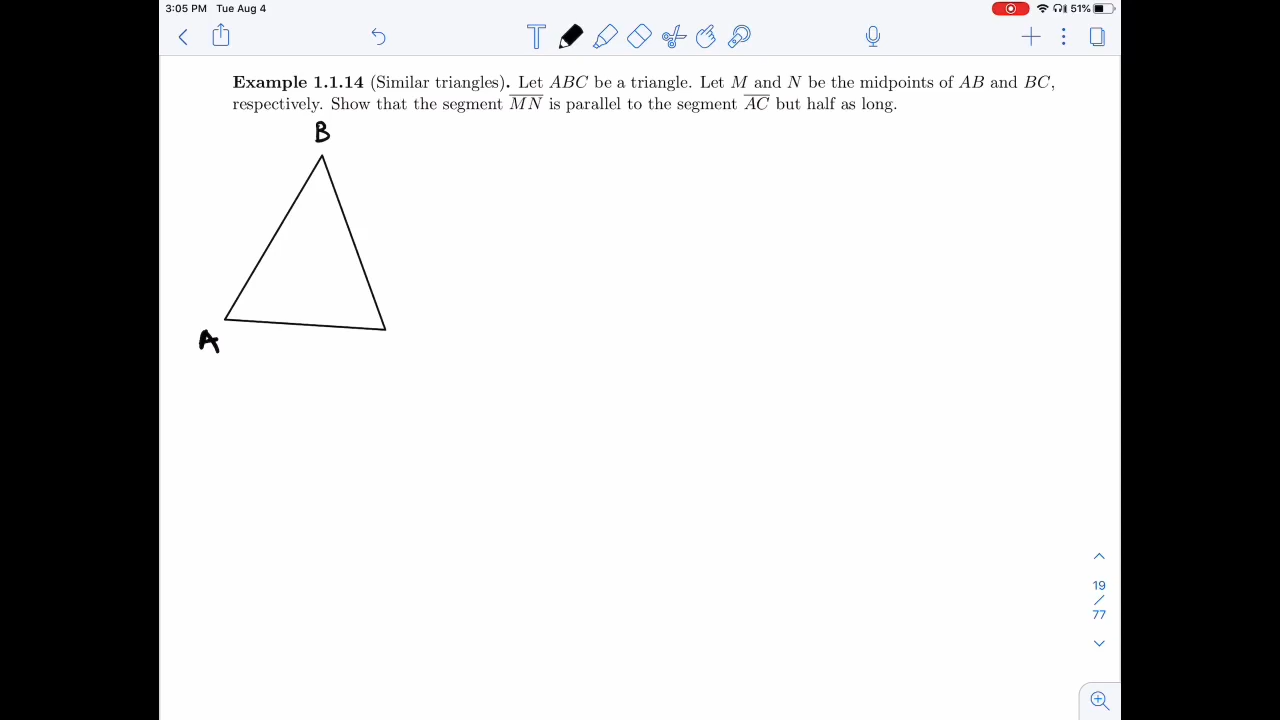 3:05 PM Tue Aug 4
51%
T
Example 1.1.14 (Similar triangles). Let ABC be a triangle. Let M and N be the midpoints of AB and BC,
respectively. Show that the segment M̅N̅ is parallel to the segment A̅C̅ but half as long.
B
A
19
/
77